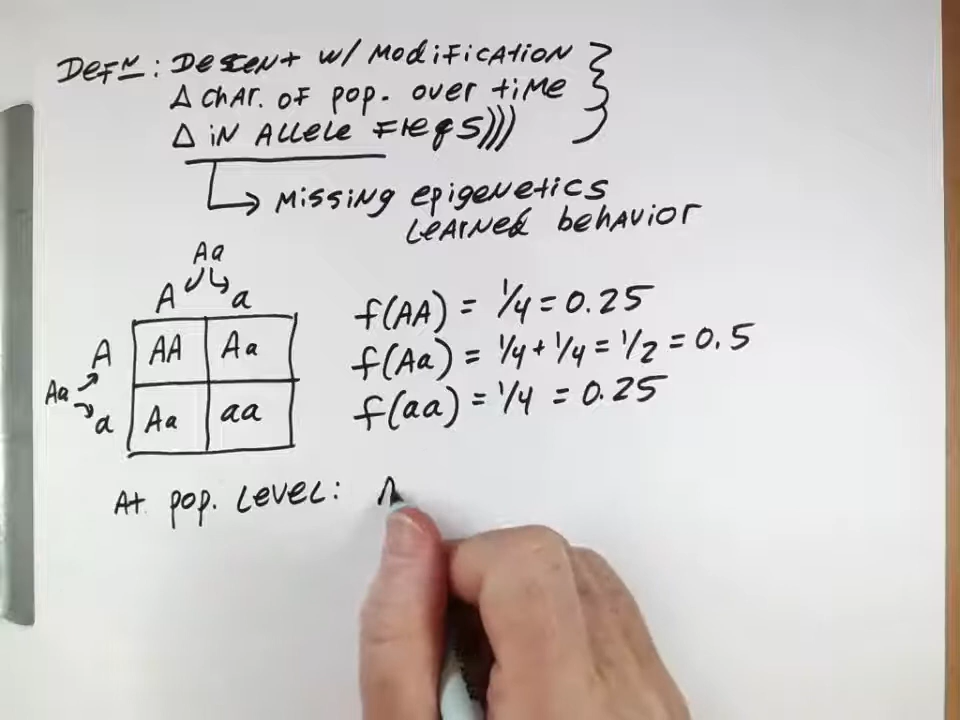 DEFN: DESCENT W/ MODIFICATION
Δ CHAR. OF POP. OVER TIME
Δ IN ALLELE FREQS)))
MISSING EPIGENETICS
LEARNED BEHAVIOR
Aa
A a
A AA Aa
Aa
a Aa aa
f(AA) = 1/4 = 0.25
f(Aa) = 1/4 + 1/4 = 1/2 = 0.5
f(aa) = 1/4 = 0.25
At pop. LEVEL: